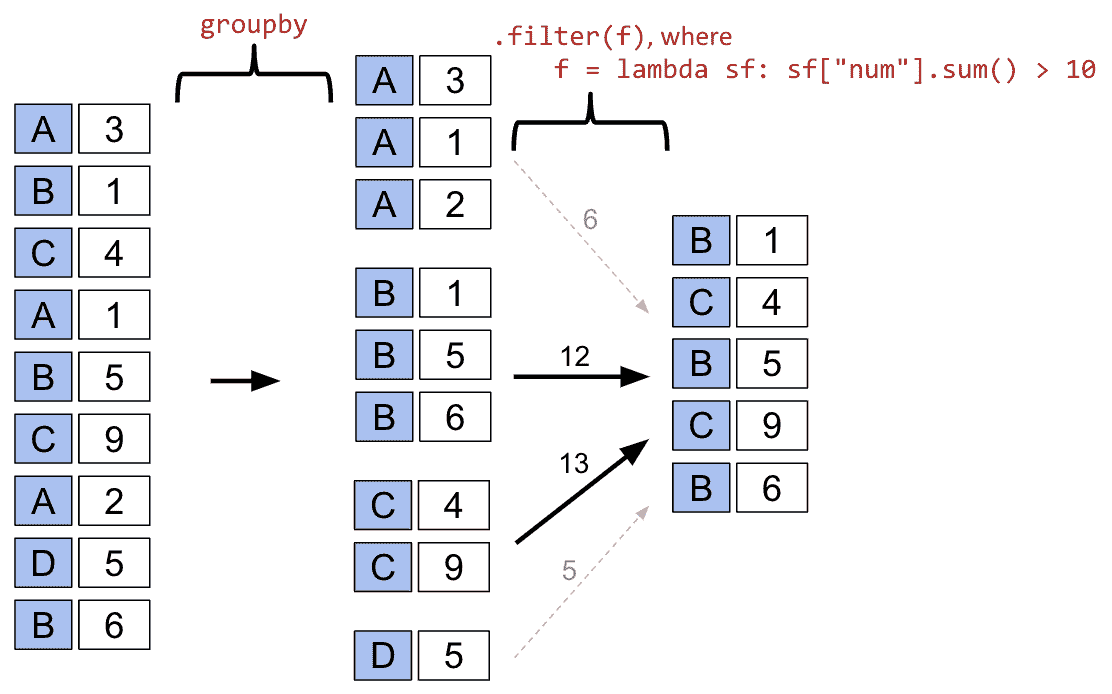 groupby
.filter(f), where
f = lambda sf: sf["num"].sum() > 10
A 3
B 1
C 4
A 1
B 5
C 9
A 2
D 5
B 6
A 3
A 1
A 2
B 1
B 5
B 6
C 4
C 9
D 5
6
12
13
5
B 1
C 4
B 5
C 9
B 6